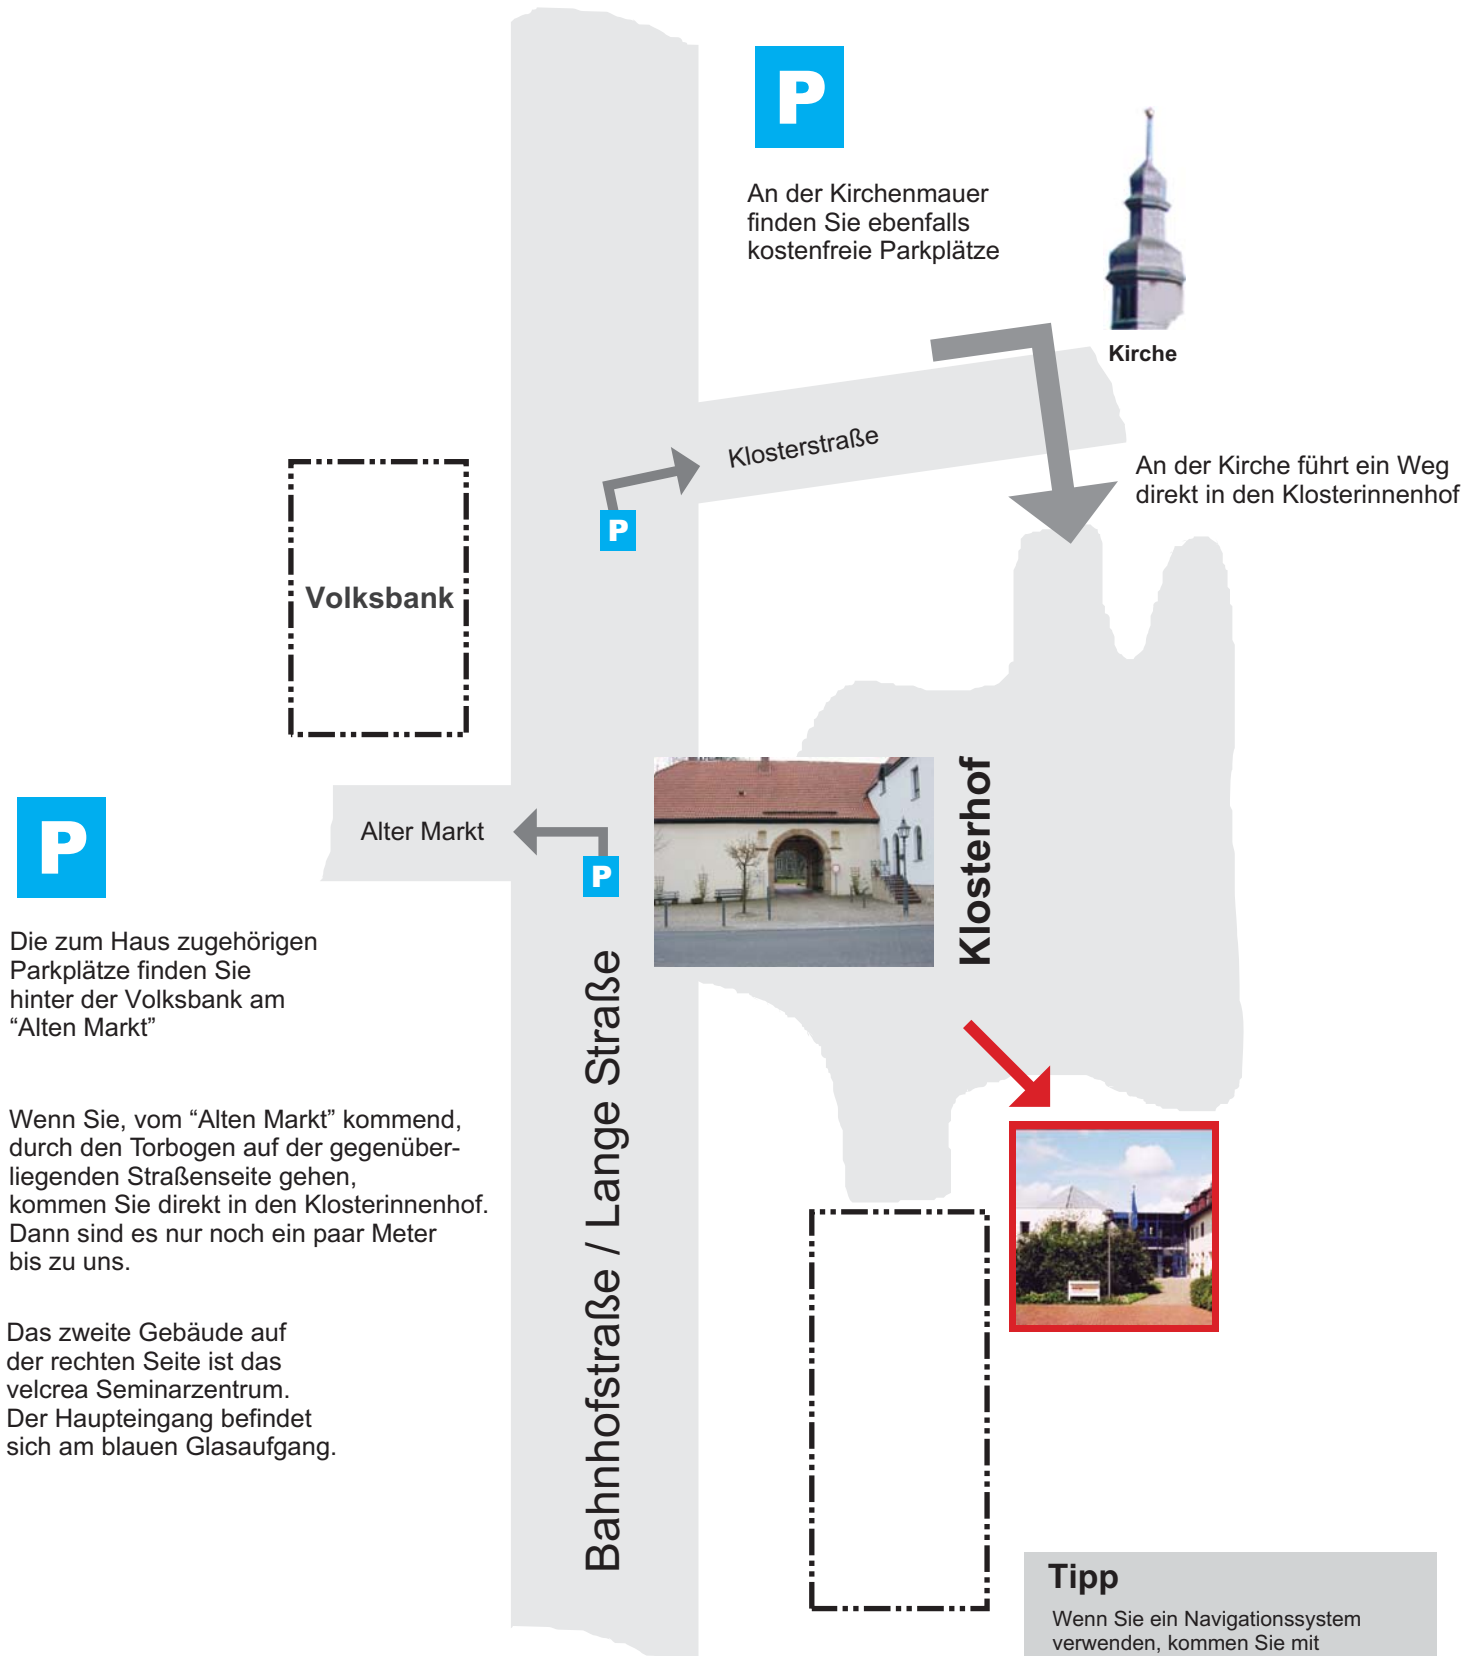 P
An der Kirchenmauer
finden Sie ebenfalls
kostenfreie Parkplätze
Kirche
Klosterstraße
An der Kirche führt ein Weg
direkt in den Klosterinnenhof
P
Volksbank
Alter Markt
P
Klosterhof
P
Die zum Haus zugehörigen
Parkplätze finden Sie
hinter der Volksbank am
“Alten Markt”
Bahnhofstraße / Lange Straße
Wenn Sie, vom “Alten Markt” kommend,
durch den Torbogen auf der gegenüber-
liegenden Straßenseite gehen,
kommen Sie direkt in den Klosterinnenhof.
Dann sind es nur noch ein paar Meter
bis zu uns.
Das zweite Gebäude auf
der rechten Seite ist das
velcrea Seminarzentrum.
Der Haupteingang befindet
sich am blauen Glasaufgang.
Tipp
Wenn Sie ein Navigationssystem
verwenden, kommen Sie mit